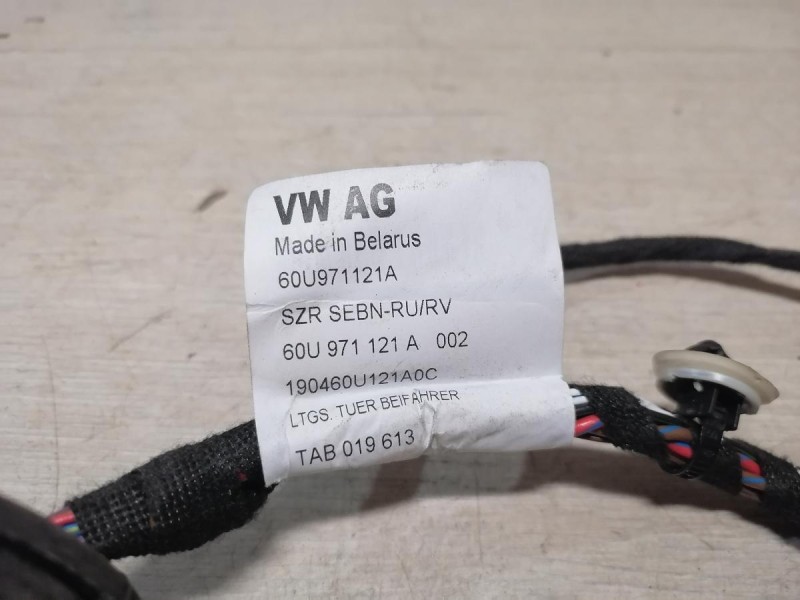 VW AG
Made in Belarus
60U971121A
SZR SEBN-RU/RV
60U 971 121 A 002
190460U121A0C
LTGS. TUER BEIFAHRER
TAB 019 613